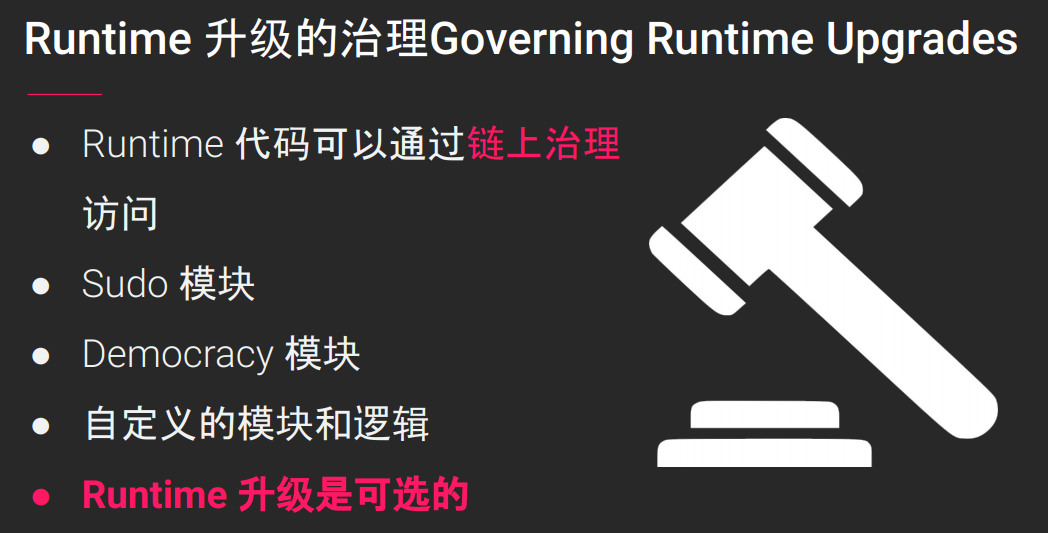 Runtime 升级的治理Governing Runtime Upgrades
● Runtime 代码可以通过链上治理
访问
● Sudo 模块
● Democracy 模块
● 自定义的模块和逻辑
● Runtime 升级是可选的